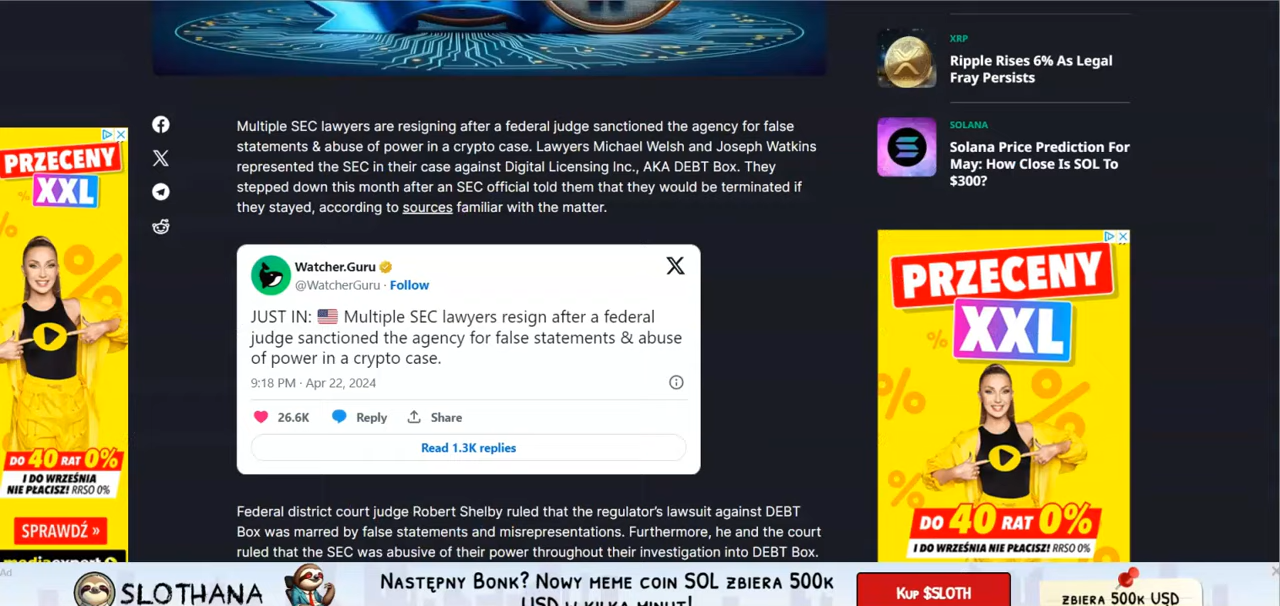 Multiple SEC lawyers are resigning after a federal judge sanctioned the agency for false
statements & abuse of power in a crypto case. Lawyers Michael Welsh and Joseph Watkins
represented the SEC in their case against Digital Licensing Inc., AKA DEBT Box. They
stepped down this month after an SEC official told them that they would be terminated if
they stayed, according to sources familiar with the matter.
Watcher.Guru
@WatcherGuru · Follow
JUST IN: 🇺🇸 Multiple SEC lawyers resign after a federal
judge sanctioned the agency for false statements & abuse
of power in a crypto case.
9:18 PM · Apr 22, 2024
26.6K Reply Share
Read 1.3K replies
Federal district court judge Robert Shelby ruled that the regulator's lawsuit against DEBT
Box was marred by false statements and misrepresentations. Furthermore, he and the court
ruled that the SEC was abusive of their power throughout their investigation into DEBT Box.
XRP
Ripple Rises 6% As Legal
Fray Persists
SOLANA
Solana Price Prediction For
May: How Close Is SOL To
$300?
PRZECENY
XXL
DO 40 RAT 0%
I DO WRZEŚNIA
NIE PŁACISZ! RRSO 0%
SPRAWDŹ »
PRZECENY
XXL
DO 40 RAT 0%
I DO WRZEŚNIA NIE PŁACISZ! RRSO 0%
Ad
SLOTHANA
Następny Bonk? Nowy meme coin SOL zbiera 500k
USD w kilka minut!
Kup $SLOTH
zbiera 500k USD